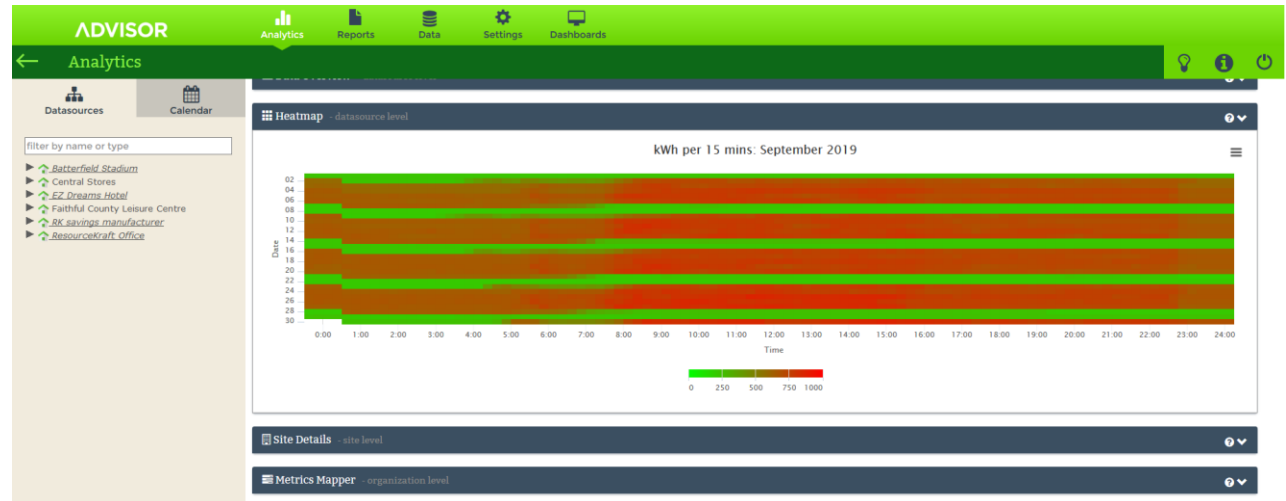 ADVISOR
Analytics Reports Data Settings Dashboards
Analytics
Datasources Calendar
filter by name or type
Batterfield Stadium
Central Stores
EZ Dreams Hotel
Faithful County Leisure Centre
RK savings manufacturer
ResourceKraft Office
Heatmap - datasource level
kWh per 15 mins: September 2019
Date
02
04
06
08
10
12
14
16
18
20
22
24
26
28
30
0:00 1:00 2:00 3:00 4:00 5:00 6:00 7:00 8:00 9:00 10:00 11:00 12:00 13:00 14:00 15:00 16:00 17:00 18:00 19:00 20:00 21:00 22:00 23:00 24:00
Time
0 250 500 750 1000
Site Details - site level
Metrics Mapper - organization level